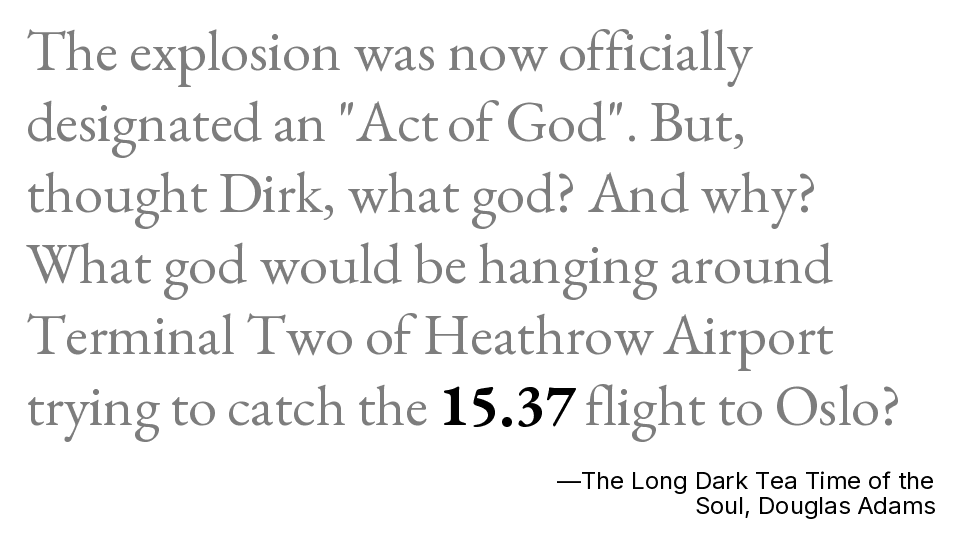 The explosion was now officially
designated an "Act of God". But,
thought Dirk, what god? And why?
What god would be hanging around
Terminal Two of Heathrow Airport
trying to catch the 15.37 flight to Oslo?
—The Long Dark Tea Time of the
Soul, Douglas Adams